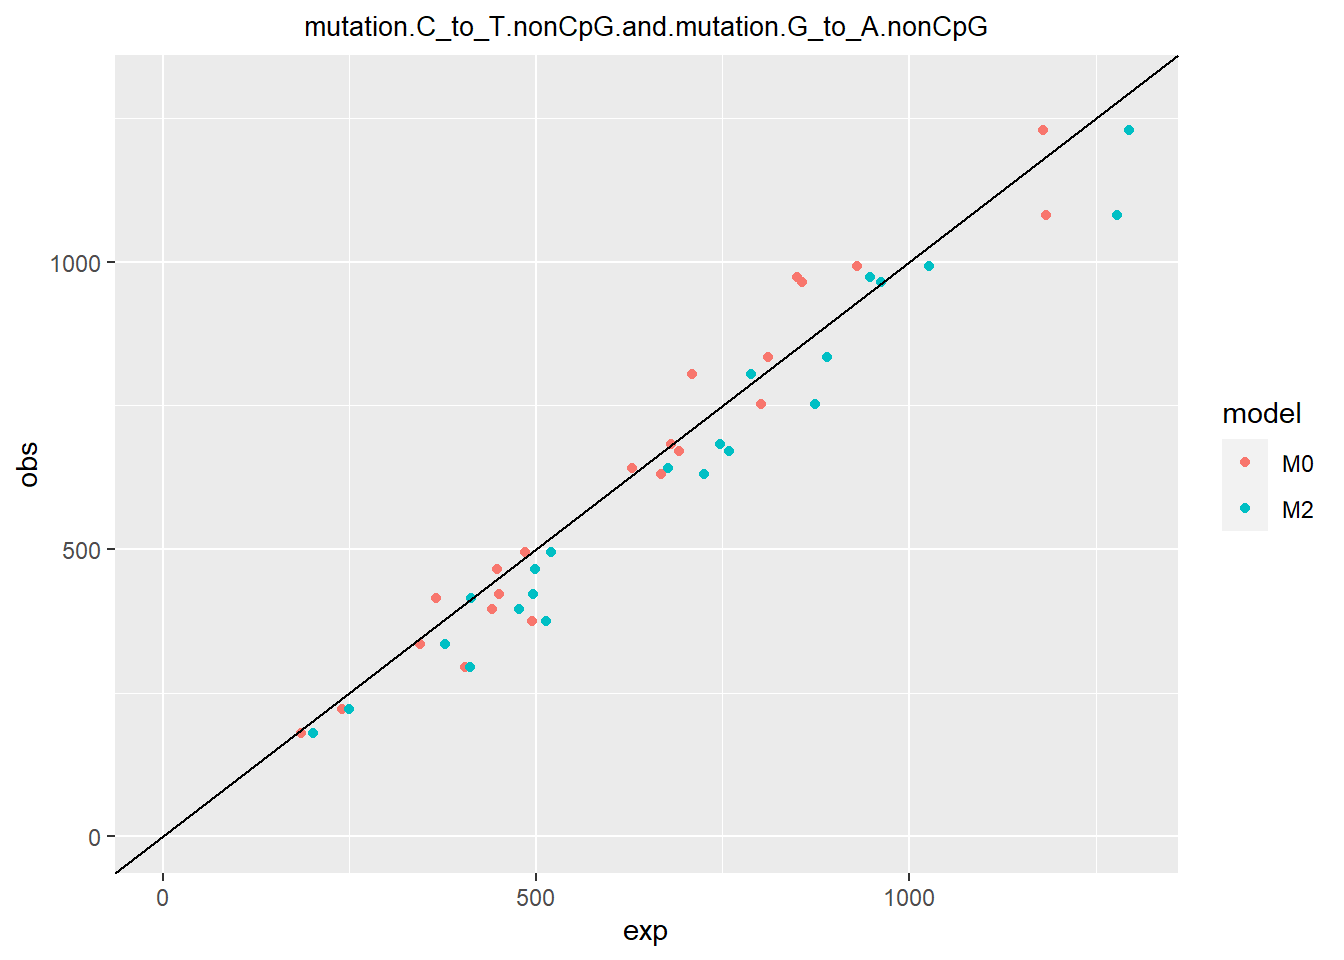 mutation.C_to_T.nonCpG.and.mutation.G_to_A.nonCpG
obs
1000
500
0
0
500
1000
exp
model
M0
M2